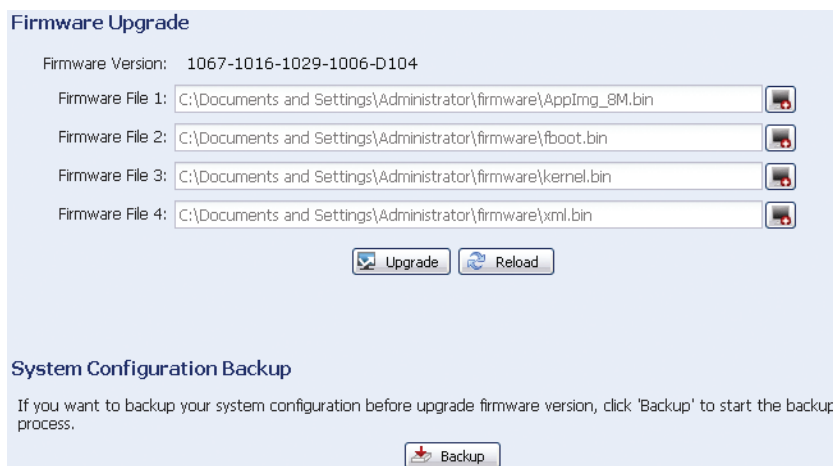 Firmware Upgrade
Firmware Version: 1067-1016-1029-1006-D104
Firmware File 1: C:\Documents and Settings\Administrator\firmware\AppImg_8M.bin
Firmware File 2: C:\Documents and Settings\Administrator\firmware\fboot.bin
Firmware File 3: C:\Documents and Settings\Administrator\firmware\kernel.bin
Firmware File 4: C:\Documents and Settings\Administrator\firmware\xml.bin
Upgrade Reload
System Configuration Backup
If you want to backup your system configuration before upgrade firmware version, click 'Backup' to start the backup
process.
Backup